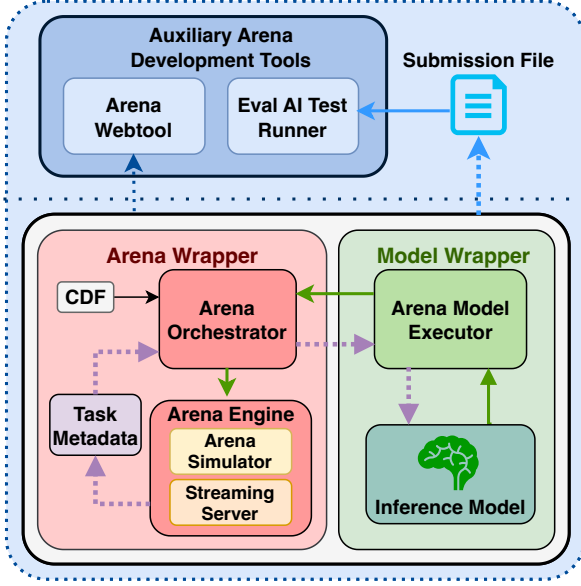 Auxiliary Arena
Development Tools
Submission File
Arena
Webtool
Eval AI Test
Runner
Arena Wrapper
Model Wrapper
CDF
Arena
Orchestrator
Arena Model
Executor
Task
Metadata
Arena Engine
Arena
Simulator
Streaming
Server
Inference Model